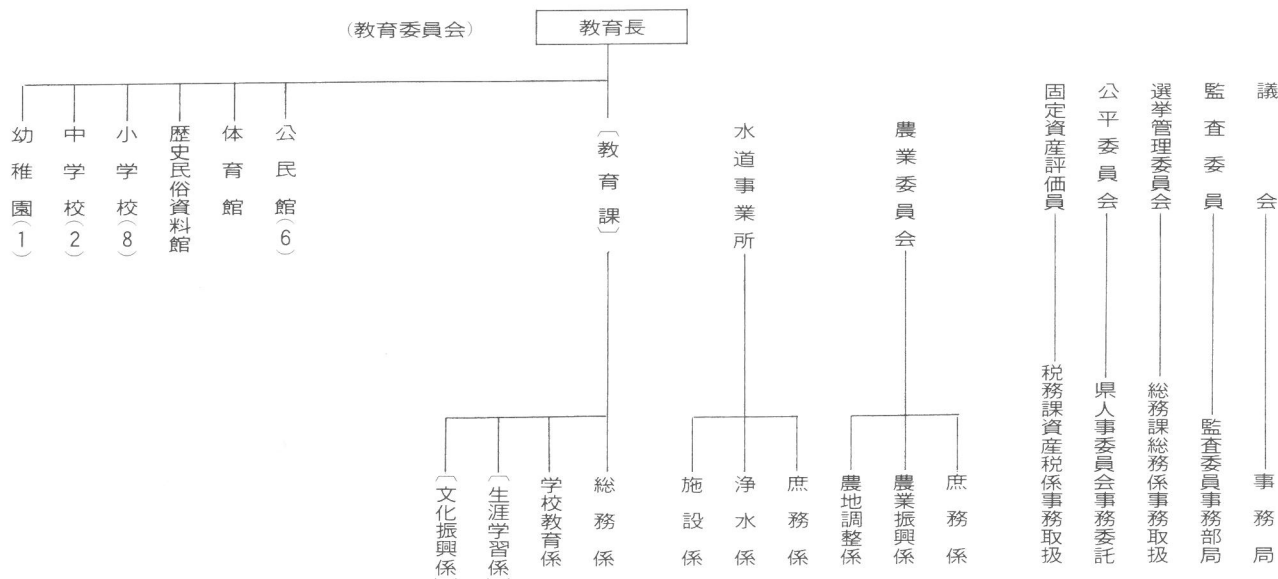 (教育委員会)
教育長
議会
事務局
監査委員
監査委員事務部局
選挙管理委員会
総務課総務係事務取扱
公平委員会
県人事委員会事務委託
固定資産評価員
税務課資産税係事務取扱
農業委員会
庶務係
農業振興係
農地調整係
水道事業所
庶務係
浄水係
施設係
〔教育課〕
総務係
学校教育係
〔生涯学習係〕
〔文化振興係〕
公民館(6)
体育館
歴史民俗資料館
小学校(8)
中学校(2)
幼稚園(1)